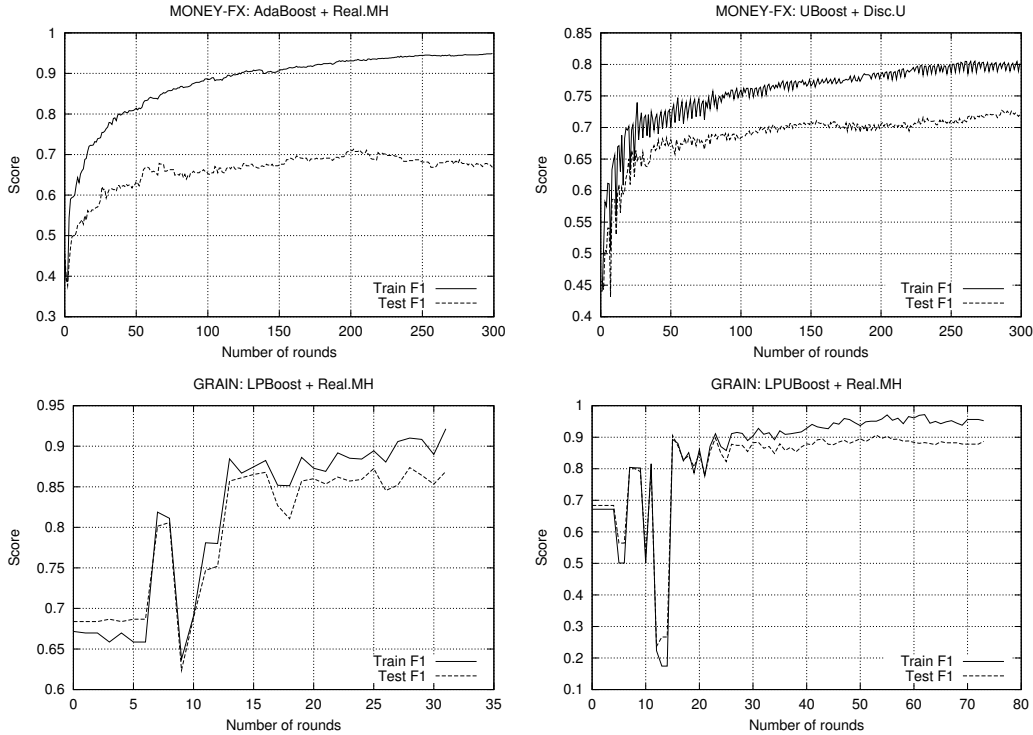 MONEY-FX: AdaBoost + Real.MH
1
0.9
0.8
0.7
0.6
0.5
0.4
0.3
Score
0 50 100 150 200 250 300
Number of rounds
Train F1
Test F1
MONEY-FX: UBoost + Disc.U
0.85
0.8
0.75
0.7
0.65
0.6
0.55
0.5
0.45
0.4
Score
0 50 100 150 200 250 300
Number of rounds
Train F1
Test F1
GRAIN: LPBoost + Real.MH
0.95
0.9
0.85
0.8
0.75
0.7
0.65
0.6
Score
0 5 10 15 20 25 30 35
Number of rounds
Train F1
Test F1
GRAIN: LPUBoost + Real.MH
1
0.9
0.8
0.7
0.6
0.5
0.4
0.3
0.2
0.1
Score
0 10 20 30 40 50 60 70 80
Number of rounds
Train F1
Test F1